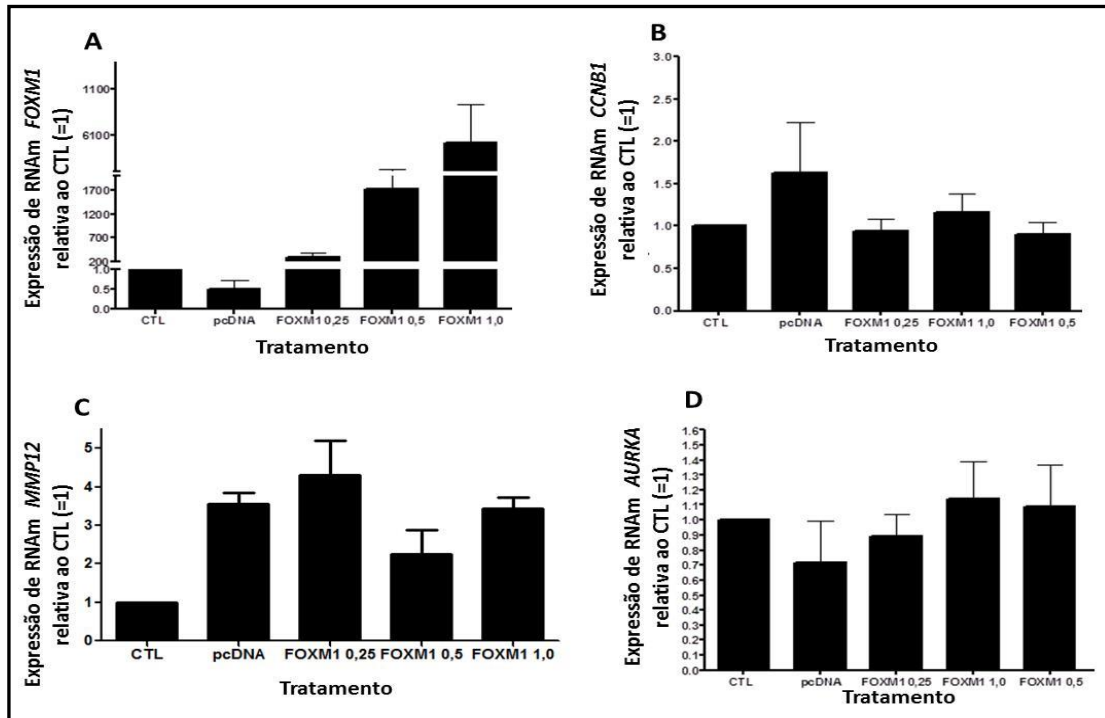 A
Expressão de RNAm FOXM1
relativa ao CTL (=1)
1100
6100
1700
1200
700
200
1.0
0.5
0.0
CTL pcDNA FOXM1 0,25 FOXM1 0,5 FOXM1 1,0
Tratamento
B
Expressão de RNAm CCNB1
relativa ao CTL (=1)
3.0
2.5
2.0
1.5
1.0
0.5
0.0
CTL pcDNA FOXM1 0,25 FOXM1 1,0 FOXM1 0,5
Tratamento
C
Expressão de RNAm MMP12
relativa ao CTL (=1)
5
4
3
2
1
0
CTL pcDNA FOXM1 0,25 FOXM1 0,5 FOXM1 1,0
Tratamento
D
Expressão de RNAm AURKA
relativa ao CTL (=1)
1.6
1.5
1.4
1.3
1.2
1.1
1.0
0.9
0.8
0.7
0.6
0.5
0.4
0.3
0.2
0.1
0.0
CTL pcDNA FOXM1 0,25 FOXM1 1,0 FOXM1 0,5
Tratamento